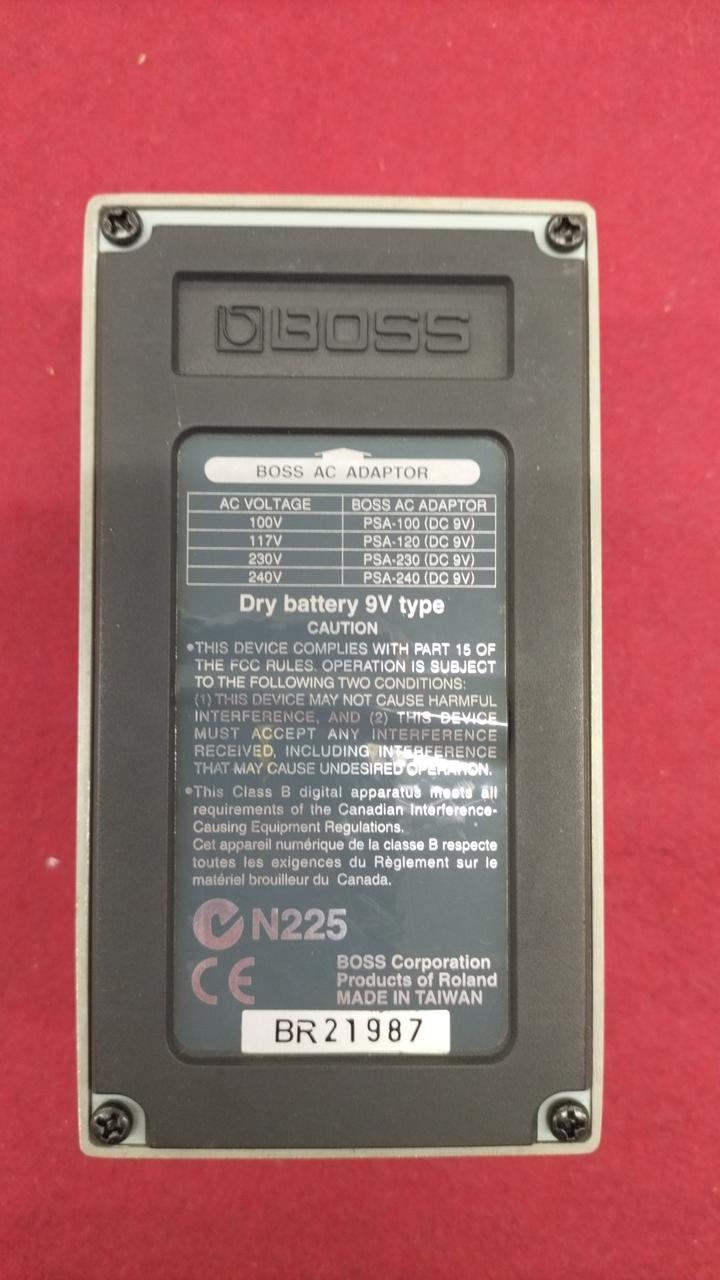 BOSS
BOSS AC ADAPTOR
AC VOLTAGE BOSS AC ADAPTOR
100V PSA-100 (DC 9V)
117V PSA-120 (DC 9V)
230V PSA-230 (DC 9V)
240V PSA-240 (DC 9V)
Dry battery 9V type
CAUTION
•THIS DEVICE COMPLIES WITH PART 15 OF
THE FCC RULES. OPERATION IS SUBJECT
TO THE FOLLOWING TWO CONDITIONS:
(1) THIS DEVICE MAY NOT CAUSE HARMFUL
INTERFERENCE, AND (2) THIS DEVICE
MUST ACCEPT ANY INTERFERENCE
RECEIVED, INCLUDING INTERFERENCE
THAT MAY CAUSE UNDESIRED OPERATION.
•This Class B digital apparatus meets all
requirements of the Canadian Interference-
Causing Equipment Regulations.
Cet appareil numérique de la classe B respecte
toutes les exigences du Règlement sur le
matériel brouilleur du Canada.
N225
CE
BOSS Corporation
Products of Roland
MADE IN TAIWAN
BR21987